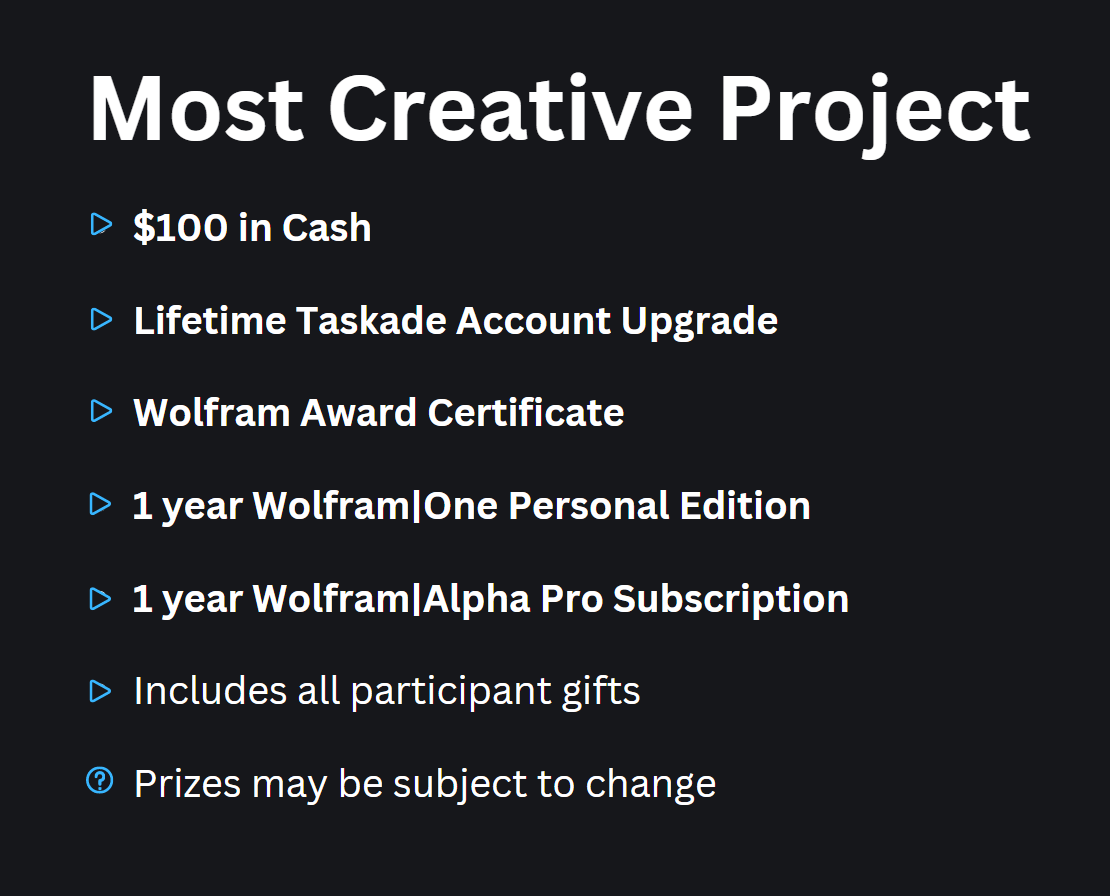 Most Creative Project
$100 in Cash
Lifetime Taskade Account Upgrade
Wolfram Award Certificate
1 year Wolfram|One Personal Edition
1 year Wolfram|Alpha Pro Subscription
Includes all participant gifts
Prizes may be subject to change